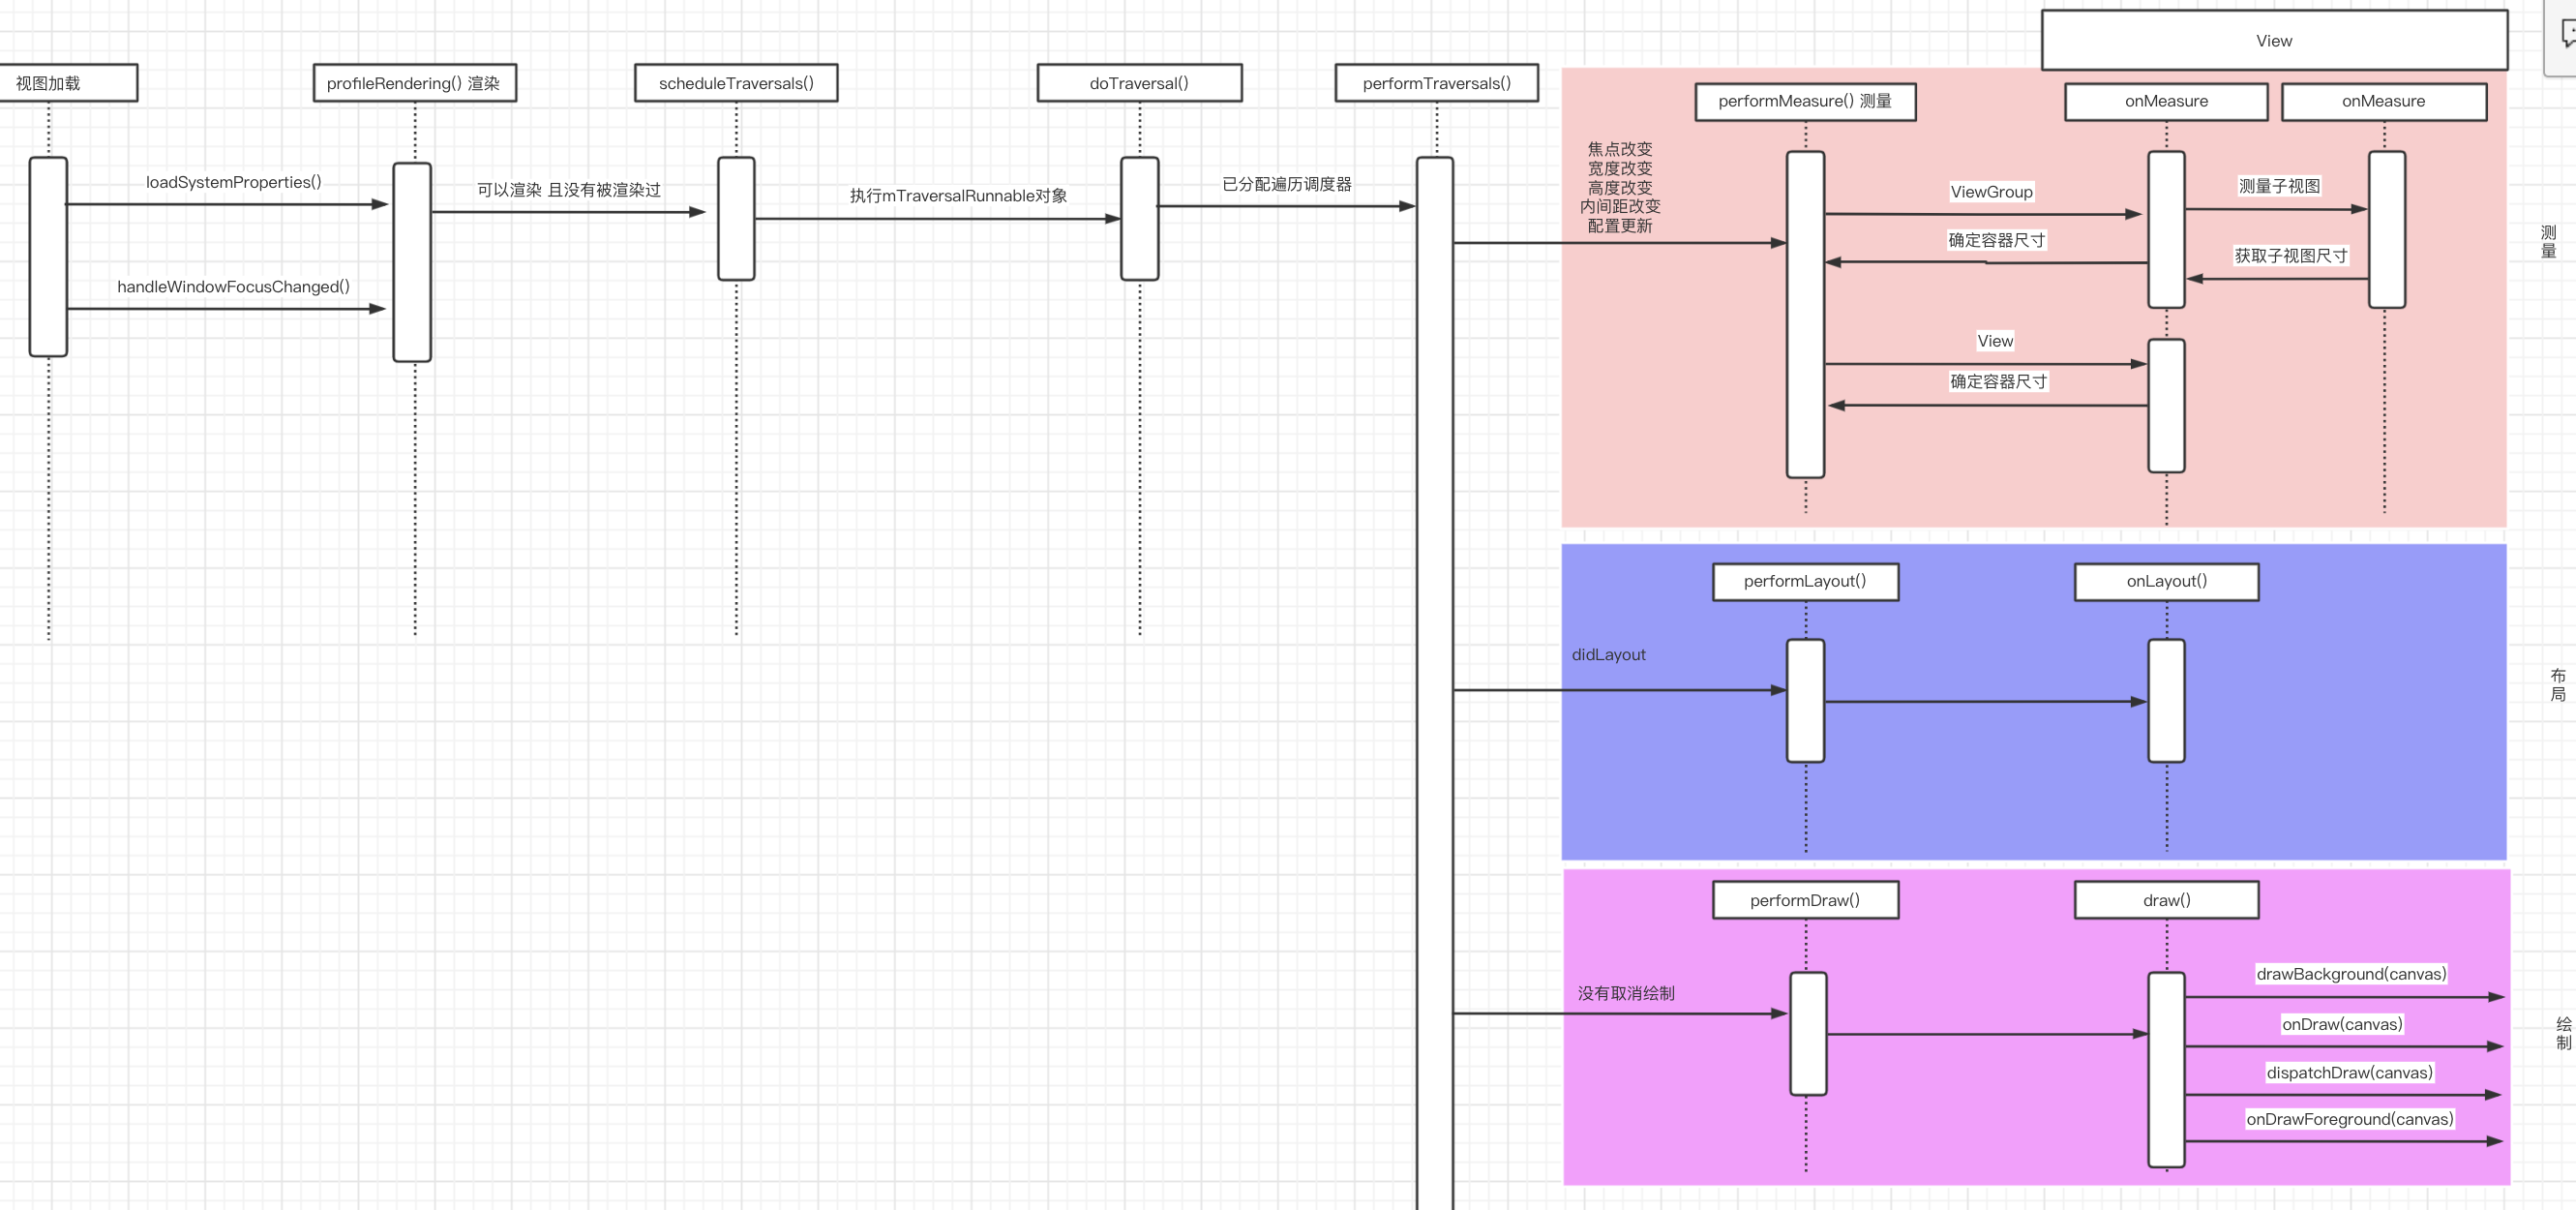 View
视图加载
profileRendering() 渲染
scheduleTraversals()
doTraversal()
performTraversals()
performMeasure() 测量
onMeasure
onMeasure
loadSystemProperties()
可以渲染 且没有被渲染过
执行mTraversalRunnable对象
已分配遍历调度器
焦点改变
宽度改变
高度改变
内间距改变
配置更新
ViewGroup
测量子视图
确定容器尺寸
获取子视图尺寸
handleWindowFocusChanged()
View
确定容器尺寸
测
量
performLayout()
onLayout()
didLayout
布
局
performDraw()
draw()
没有取消绘制
drawBackground(canvas)
onDraw(canvas)
dispatchDraw(canvas)
onDrawForeground(canvas)
绘
制